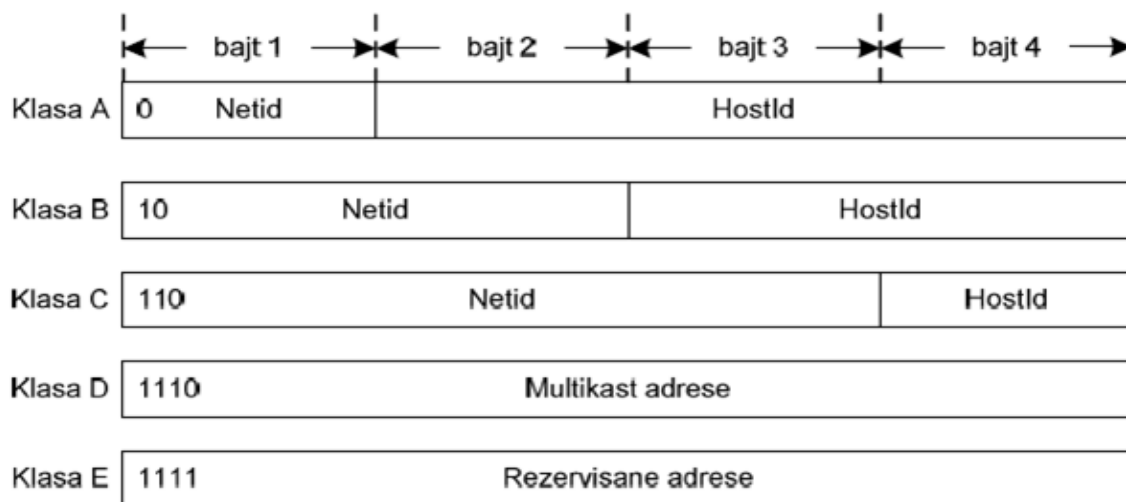 bajt 1 bajt 2 bajt 3 bajt 4
Klasa A 0 Netid HostId
Klasa B 10 Netid HostId
Klasa C 110 Netid HostId
Klasa D 1110 Multikast adrese
Klasa E 1111 Rezervisane adrese